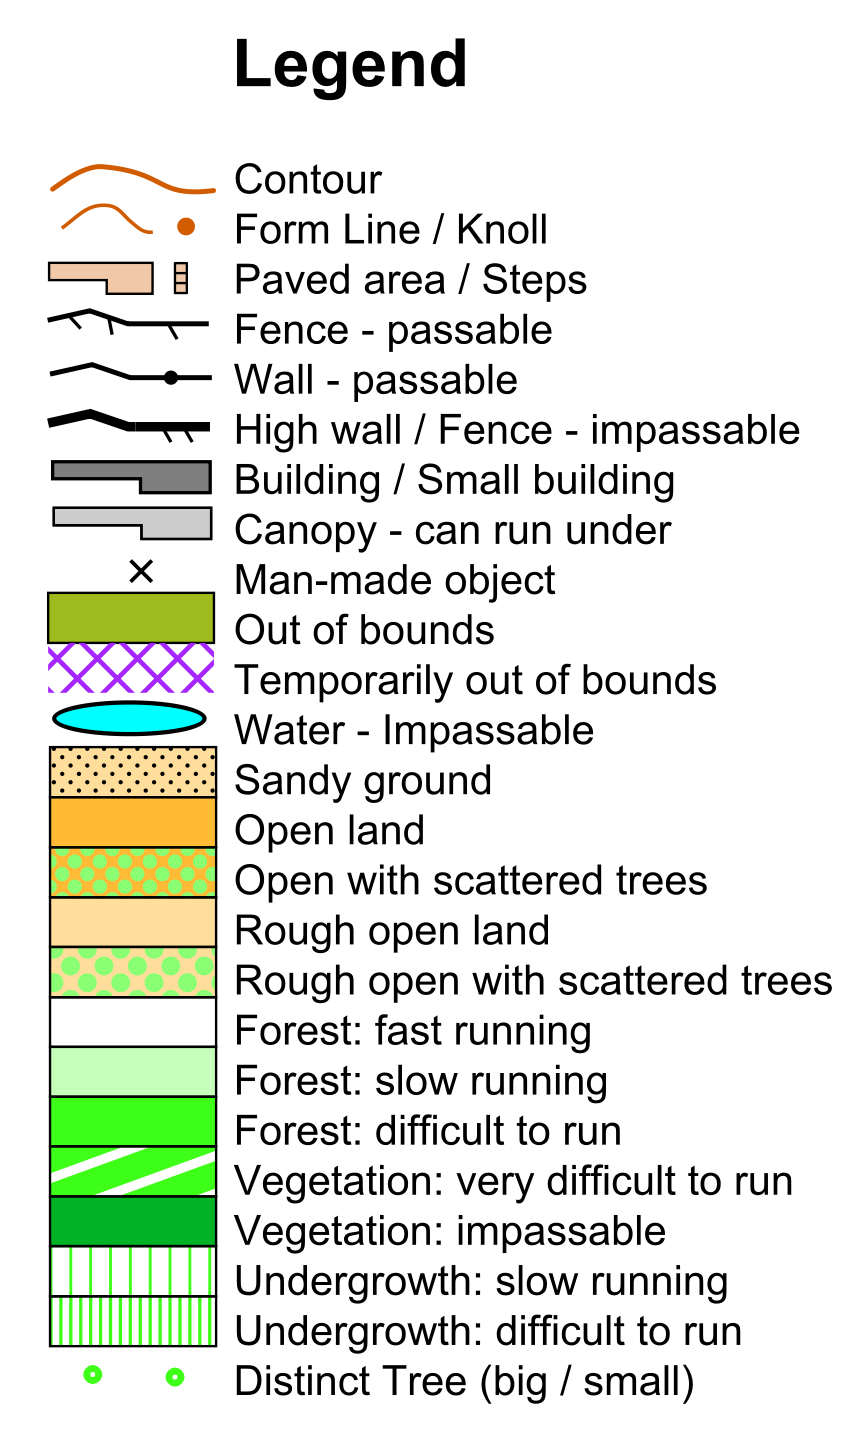 Legend
Contour
Form Line / Knoll
Paved area / Steps
Fence - passable
Wall - passable
High wall / Fence - impassable
Building / Small building
Canopy - can run under
Man-made object
Out of bounds
Temporarily out of bounds
Water - Impassable
Sandy ground
Open land
Open with scattered trees
Rough open land
Rough open with scattered trees
Forest: fast running
Forest: slow running
Forest: difficult to run
Vegetation: very difficult to run
Vegetation: impassable
Undergrowth: slow running
Undergrowth: difficult to run
Distinct Tree (big / small)